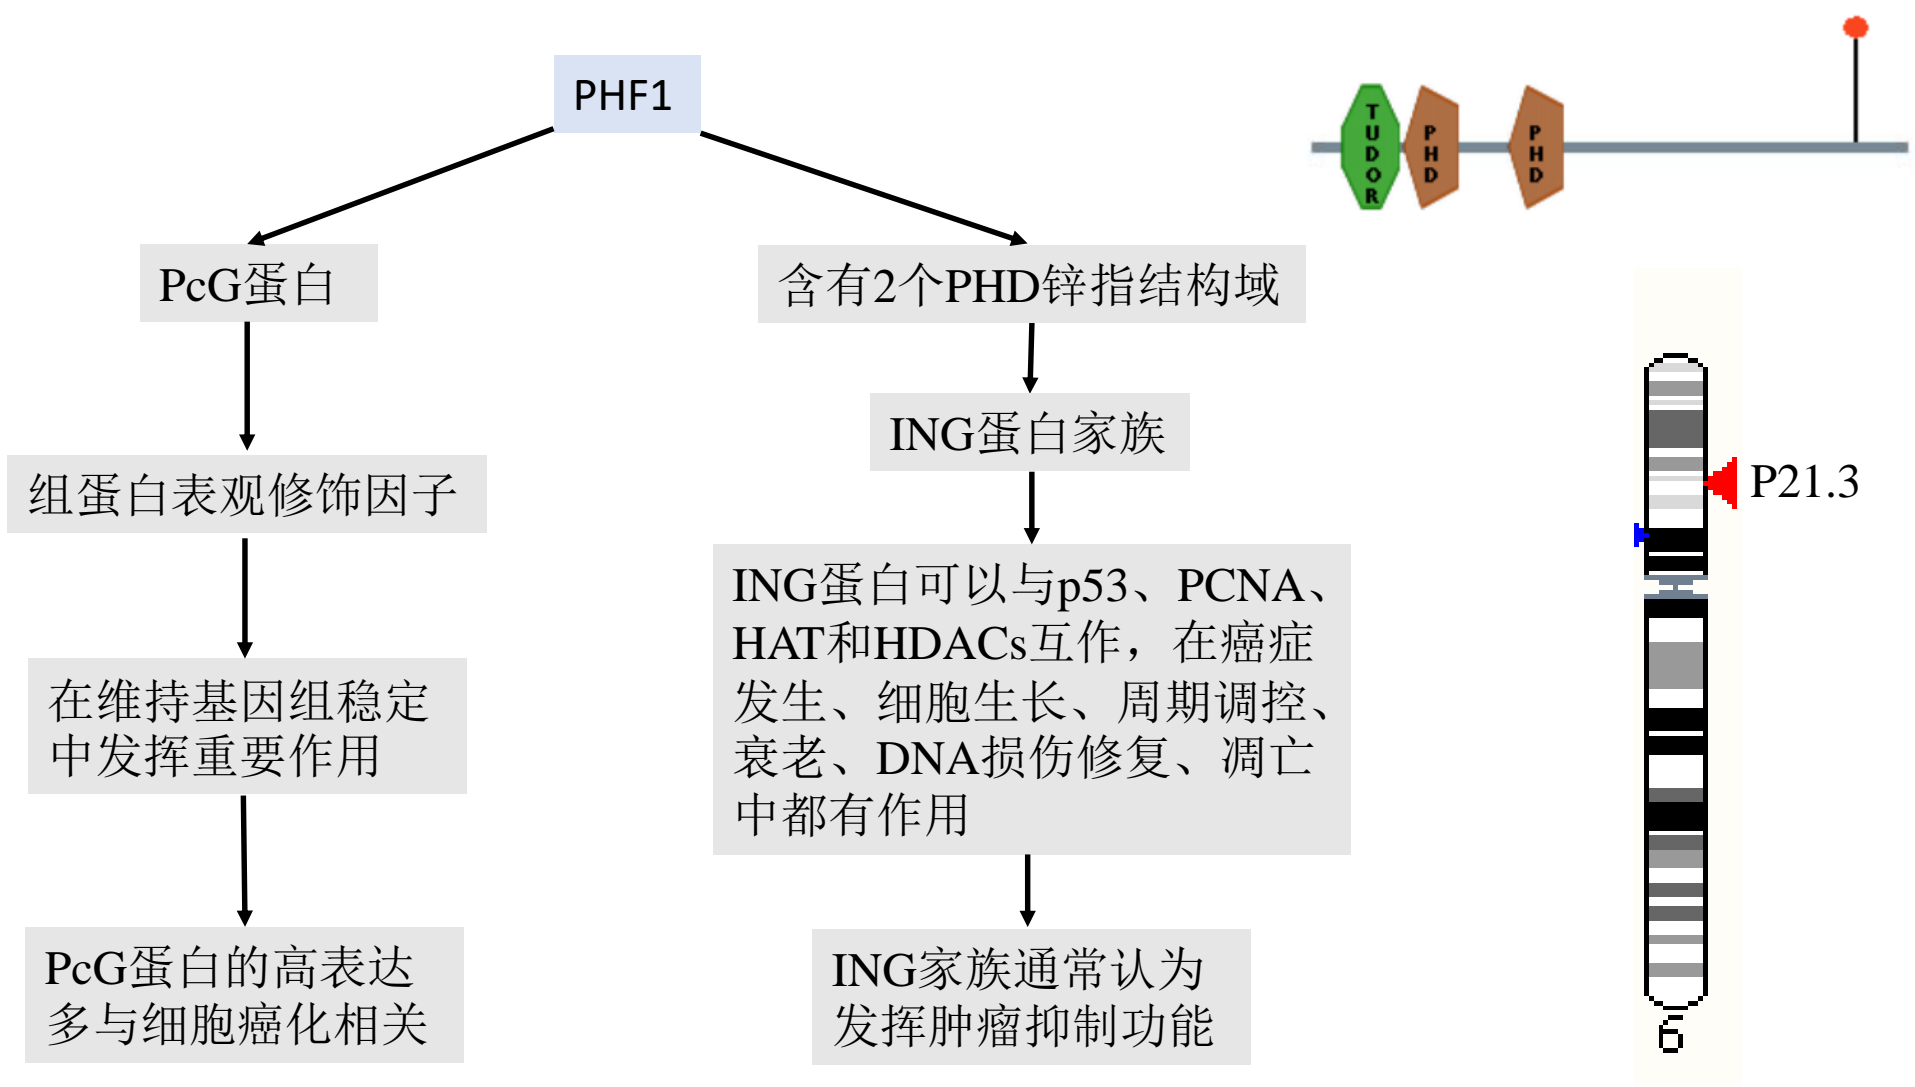 PHF1
PcG蛋白
组蛋白表观修饰因子
在维持基因组稳定
中发挥重要作用
PcG蛋白的高表达
多与细胞癌化相关
含有2个PHD锌指结构域
ING蛋白家族
ING蛋白可以与p53、PCNA、
HAT和HDACs互作，在癌症
发生、细胞生长、周期调控、
衰老、DNA损伤修复、凋亡
中都有作用
ING家族通常认为
发挥肿瘤抑制功能
TUDOR
PHD
PHD
P21.3
6